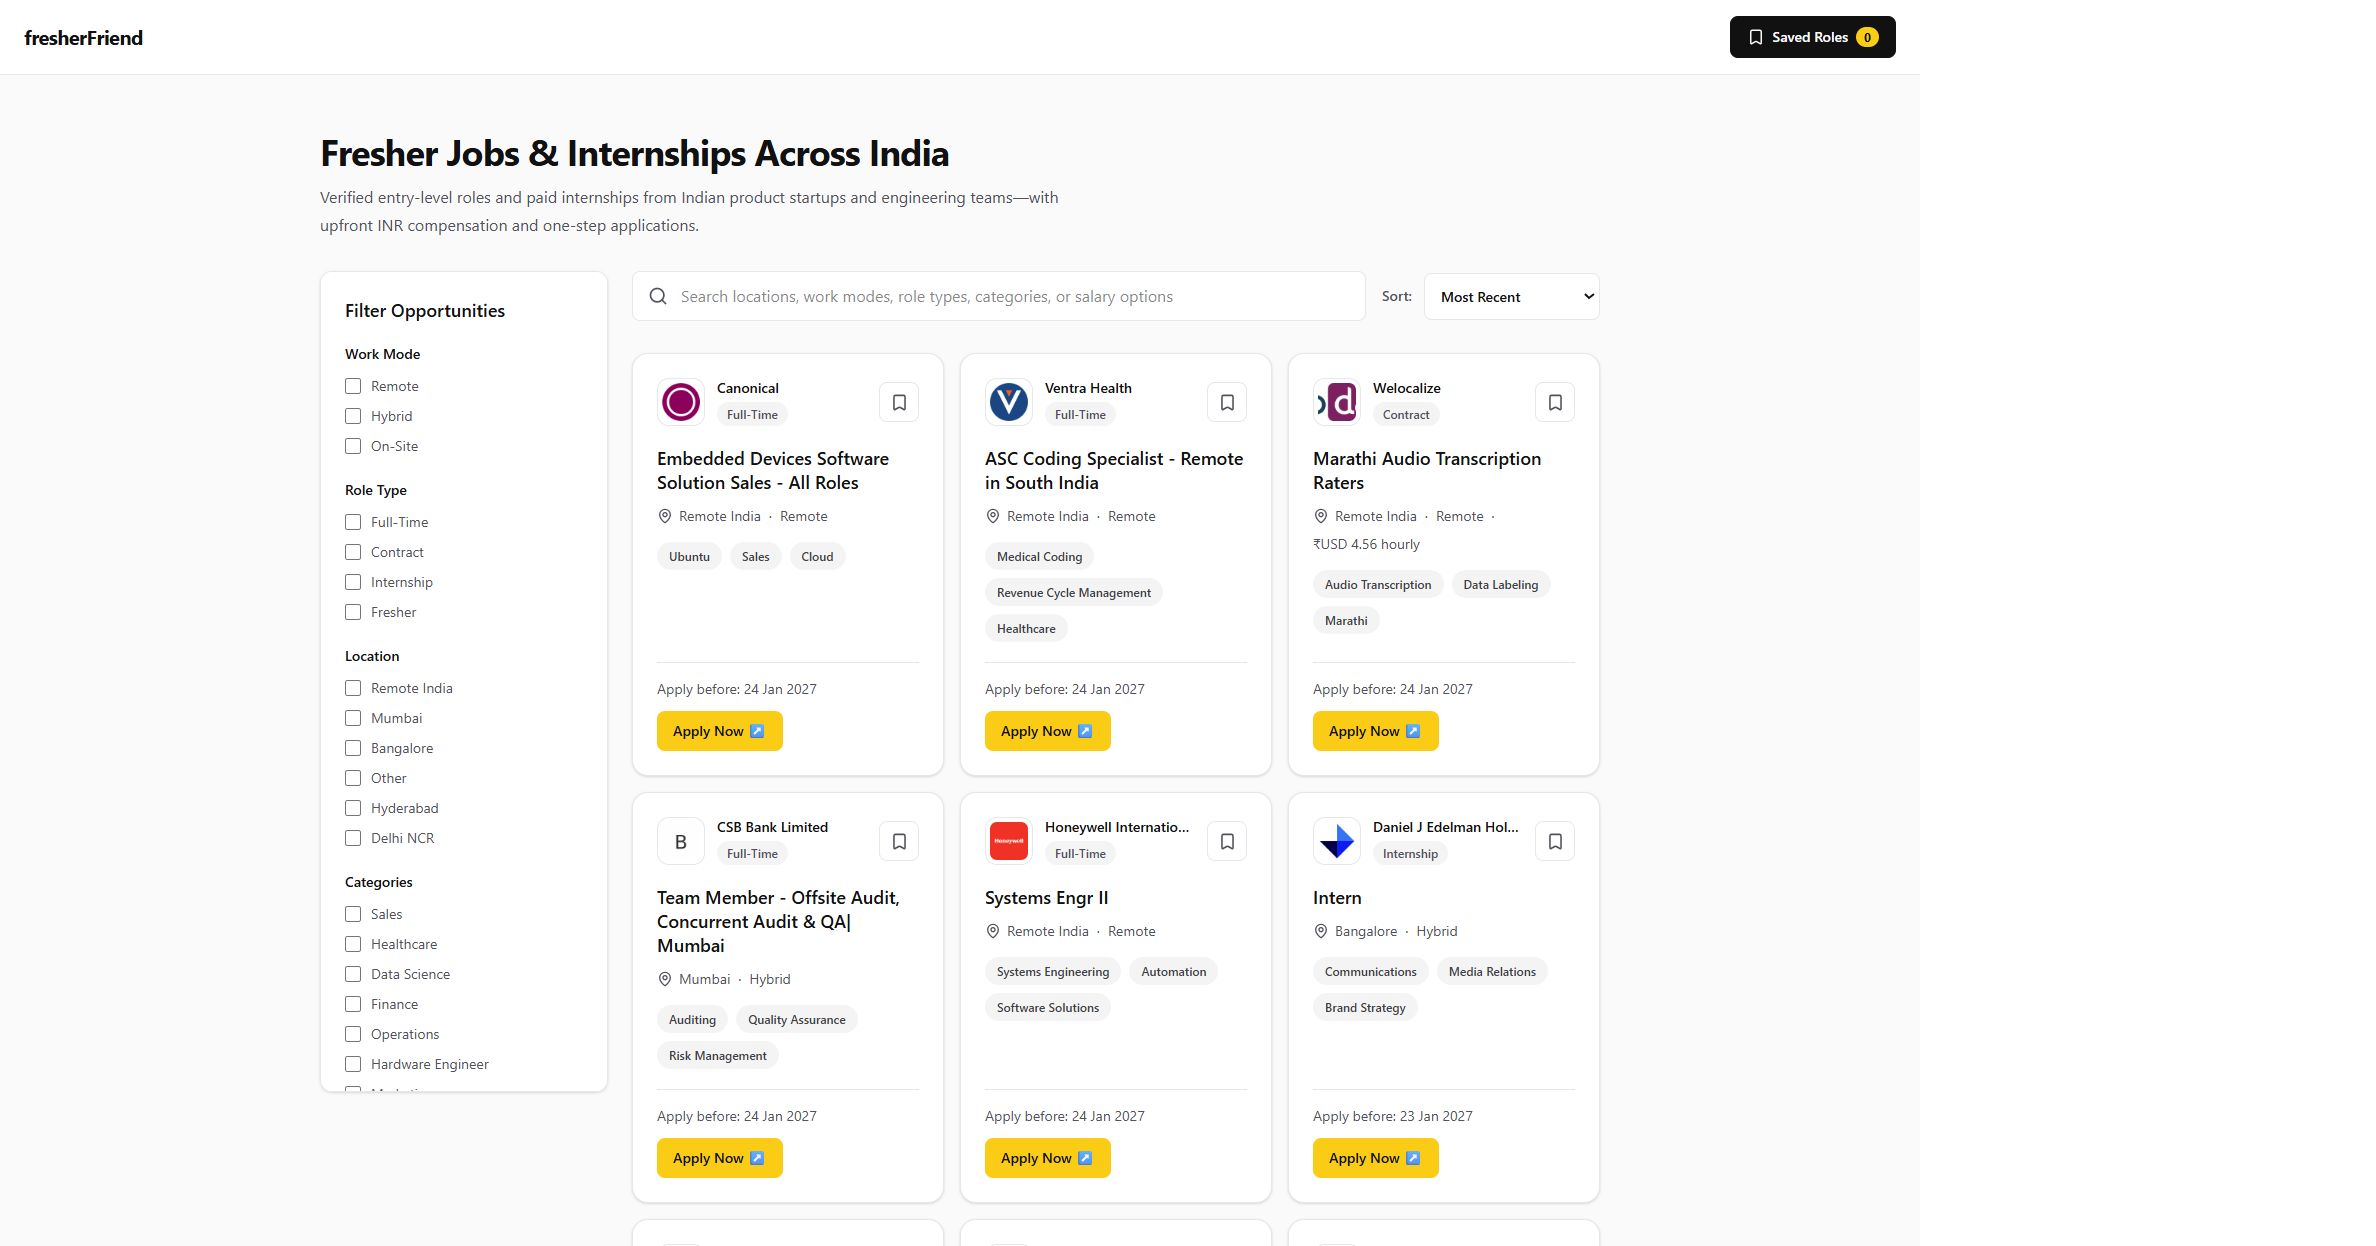 fresherFriend
Saved Roles 0
Fresher Jobs & Internships Across India
Verified entry-level roles and paid internships from Indian product startups and engineering teams—with
upfront INR compensation and one-step applications.
Filter Opportunities
Work Mode
Remote
Hybrid
On-Site
Role Type
Full-Time
Contract
Internship
Fresher
Location
Remote India
Mumbai
Bangalore
Other
Hyderabad
Delhi NCR
Categories
Sales
Healthcare
Data Science
Finance
Operations
Hardware Engineer
Search locations, work modes, role types, categories, or salary options
Sort:
Most Recent
Canonical
Full-Time
Embedded Devices Software
Solution Sales - All Roles
Remote India · Remote
Ubuntu Sales Cloud
Apply before: 24 Jan 2027
Apply Now
Ventra Health
Full-Time
ASC Coding Specialist - Remote
in South India
Remote India · Remote
Medical Coding
Revenue Cycle Management
Healthcare
Apply before: 24 Jan 2027
Apply Now
d
Welocalize
Contract
Marathi Audio Transcription
Raters
Remote India · Remote ·
₹USD 4.56 hourly
Audio Transcription Data Labeling
Marathi
Apply before: 24 Jan 2027
Apply Now
B
CSB Bank Limited
Full-Time
Team Member - Offsite Audit,
Concurrent Audit & QA|
Mumbai
Mumbai · Hybrid
Auditing Quality Assurance
Risk Management
Apply before: 24 Jan 2027
Apply Now
Honeywell
Honeywell Internatio...
Full-Time
Systems Engr II
Remote India · Remote
Systems Engineering Automation
Software Solutions
Apply before: 24 Jan 2027
Apply Now
Daniel J Edelman Hol...
Internship
Intern
Bangalore · Hybrid
Communications Media Relations
Brand Strategy
Apply before: 23 Jan 2027
Apply Now